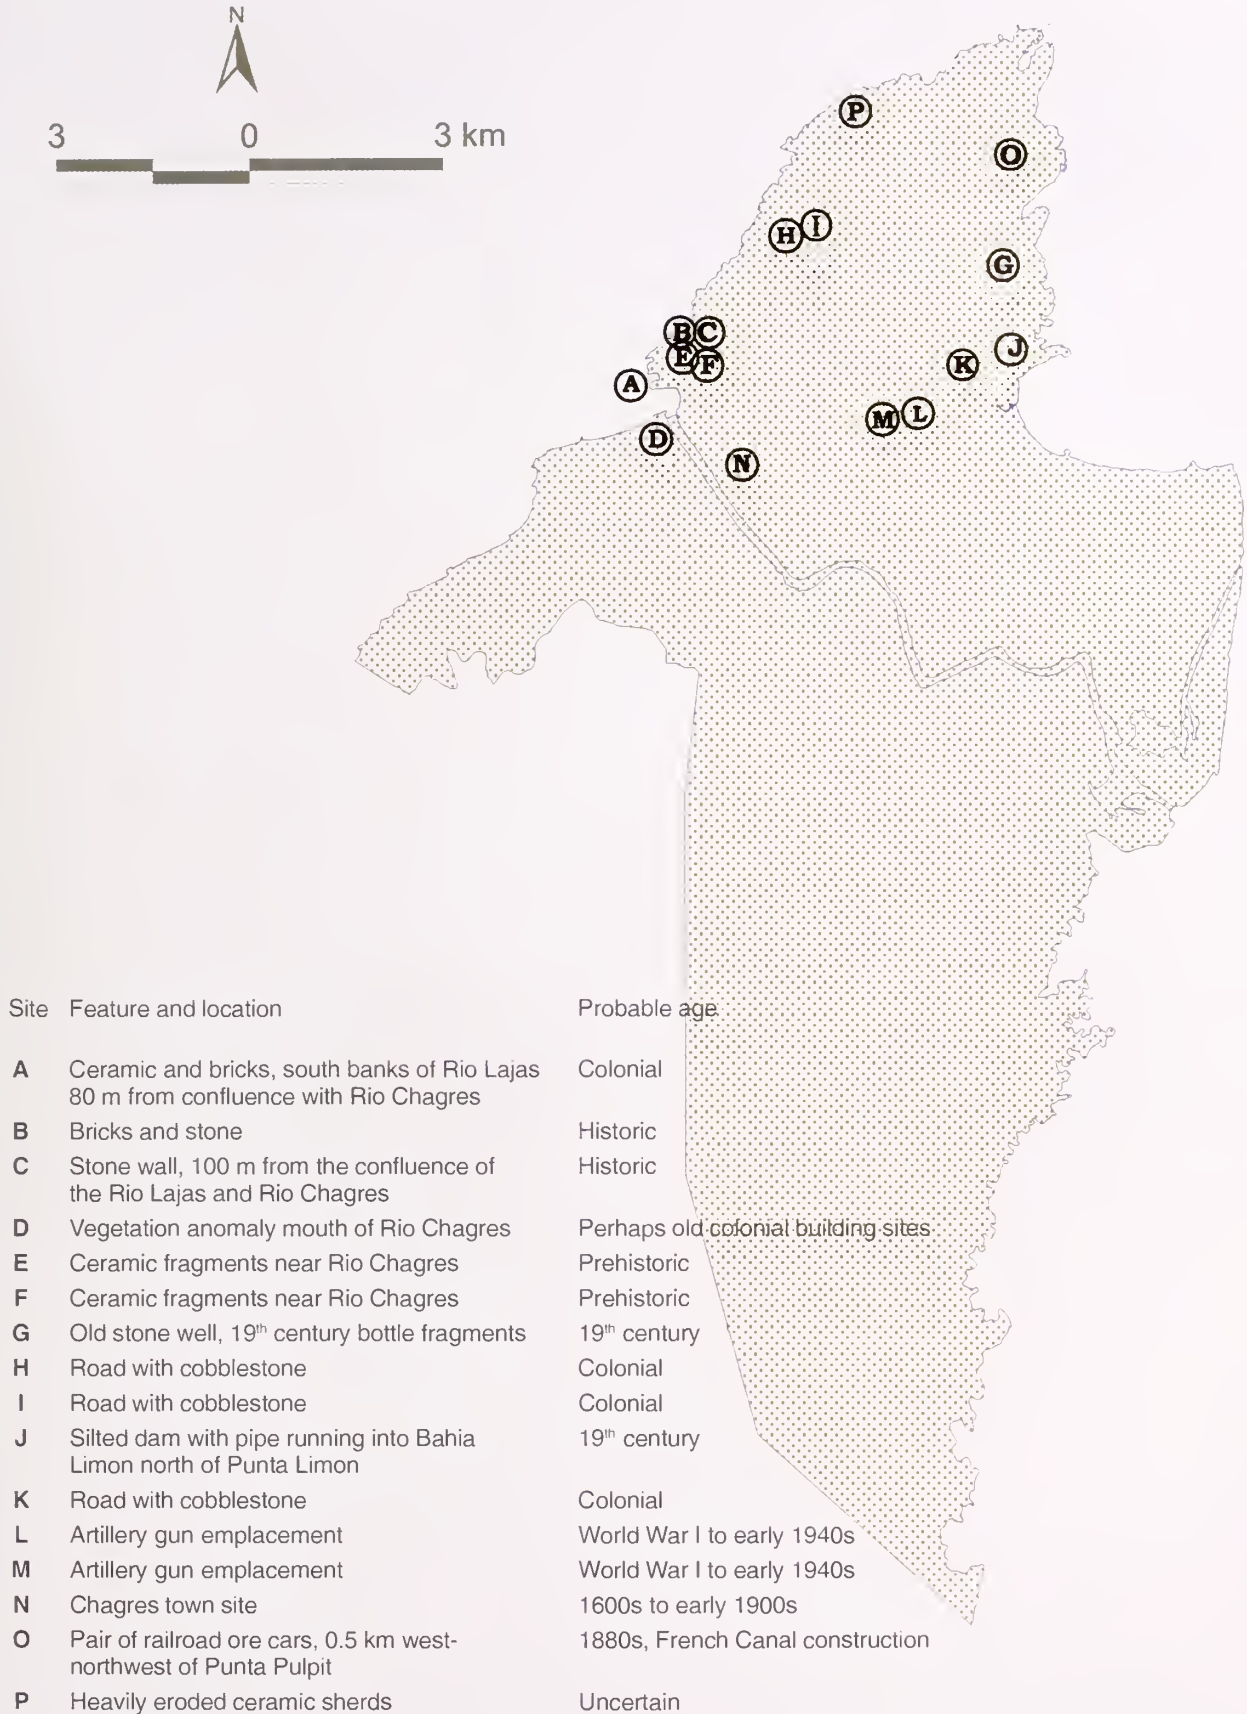 N
3 0 3 km
P
O
H I
G
B C
E F
J
K
A
M L
D
N
Site Feature and location Probable age
A Ceramic and bricks, south banks of Rio Lajas Colonial
80 m from confluence with Rio Chagres
B Bricks and stone Historic
C Stone wall, 100 m from the confluence of Historic
the Rio Lajas and Rio Chagres
D Vegetation anomaly mouth of Rio Chagres Perhaps old colonial building sites
E Ceramic fragments near Rio Chagres Prehistoric
F Ceramic fragments near Rio Chagres Prehistoric
G Old stone well, 19th century bottle fragments 19th century
H Road with cobblestone Colonial
I Road with cobblestone Colonial
J Silted dam with pipe running into Bahia 19th century
Limon north of Punta Limon
K Road with cobblestone Colonial
L Artillery gun emplacement World War I to early 1940s
M Artillery gun emplacement World War I to early 1940s
N Chagres town site 1600s to early 1900s
O Pair of railroad ore cars, 0.5 km west- 1880s, French Canal construction
northwest of Punta Pulpit
P Heavily eroded ceramic sherds Uncertain